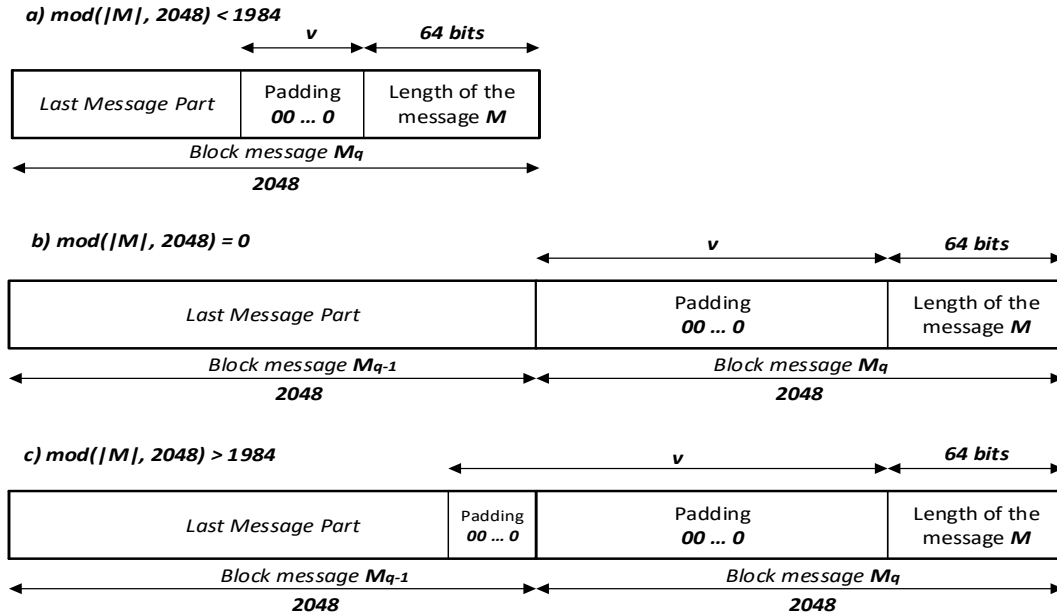 a) mod(|M|, 2048) < 1984
v 64 bits
Last Message Part Padding Length of the
00 ... 0 message M
Block message Mq
2048
b) mod(|M|, 2048) = 0
v 64 bits
Last Message Part Padding Length of the
00 ... 0 message M
Block message Mq-1 Block message Mq
2048 2048
c) mod(|M|, 2048) > 1984
v 64 bits
Last Message Part Padding Padding Length of the
00 ... 0 00 ... 0 message M
Block message Mq-1 Block message Mq
2048 2048